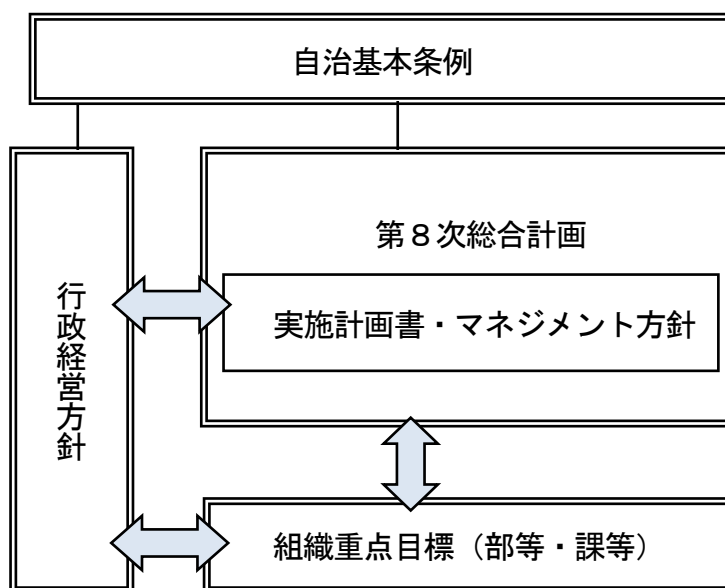 自治基本条例
第８次総合計画
実施計画書・マネジメント方針
行政経営方針
組織重点目標（部等・課等）